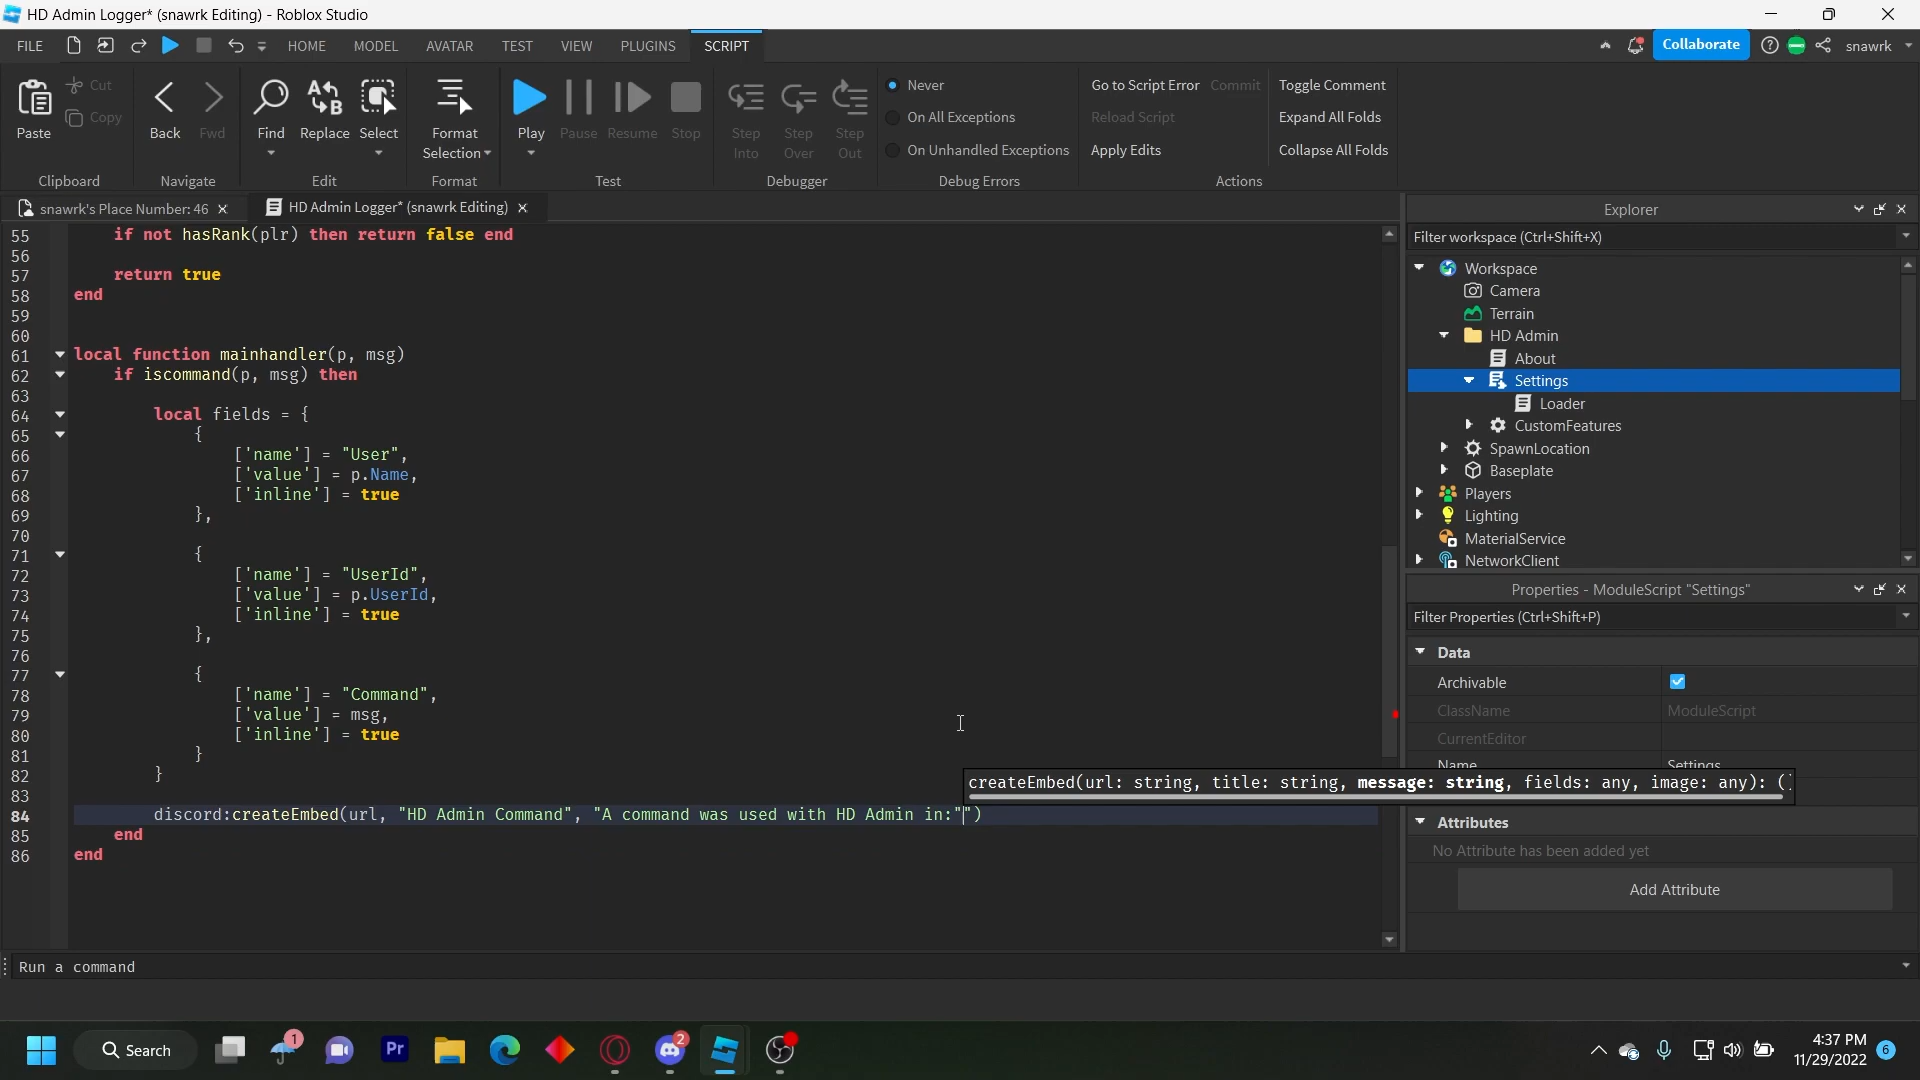 HD Admin Logger* (snawrk Editing) - Roblox Studio
FILE HOME MODEL AVATAR TEST VIEW PLUGINS SCRIPT Collaborate snawrk
Paste Cut Copy
Clipboard
Back Fwd
Navigate
Find Replace Select
Edit
Format Selection
Format
Play Pause Resume Stop
Test
Step Into Step Over Step Out
Debugger
Never
On All Exceptions
On Unhandled Exceptions
Debug Errors
Go to Script Error Commit
Reload Script
Apply Edits
Toggle Comment
Expand All Folds
Collapse All Folds
Actions
snawrk's Place Number: 46 HD Admin Logger* (snawrk Editing)
55 if not hasRank(plr) then return false end
56
57 return true
58 end
59
60
61 local function mainhandler(p, msg)
62 if iscommand(p, msg) then
63
64 local fields = {
65 {
66 ['name'] = "User",
67 ['value'] = p.Name,
68 ['inline'] = true
69 },
70
71 {
72 ['name'] = "UserId",
73 ['value'] = p.UserId,
74 ['inline'] = true
75 },
76
77 {
78 ['name'] = "Command",
79 ['value'] = msg,
80 ['inline'] = true
81 }
82 }
83
createEmbed(url: string, title: string, message: string, fields: any, image: any): (
84 discord:createEmbed(url, "HD Admin Command", "A command was used with HD Admin in:"")
85 end
86 end
Explorer
Filter workspace (Ctrl+Shift+X)
Workspace
Camera
Terrain
HD Admin
About
Settings
Loader
CustomFeatures
SpawnLocation
Baseplate
Players
Lighting
MaterialService
NetworkClient
Properties - ModuleScript "Settings"
Filter Properties (Ctrl+Shift+P)
Data
Archivable
ClassName ModuleScript
CurrentEditor
Name Settings
Attributes
No Attribute has been added yet
Add Attribute
Run a command
Search 1 Pr 2
4:37 PM
11/29/2022 6